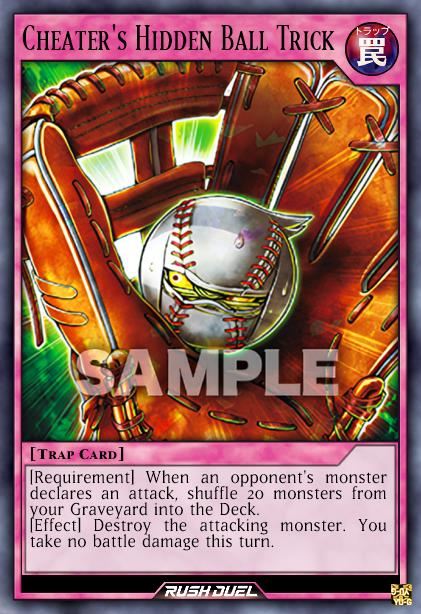 Cheater's Hidden Ball Trick
トラップ
罠
SAMPLE
[Trap Card]
[Requirement] When an opponent's monster
declares an attack, shuffle 20 monsters from
your Graveyard into the Deck.
[Effect] Destroy the attacking monster. You
take no battle damage this turn.
RUSH DUEL